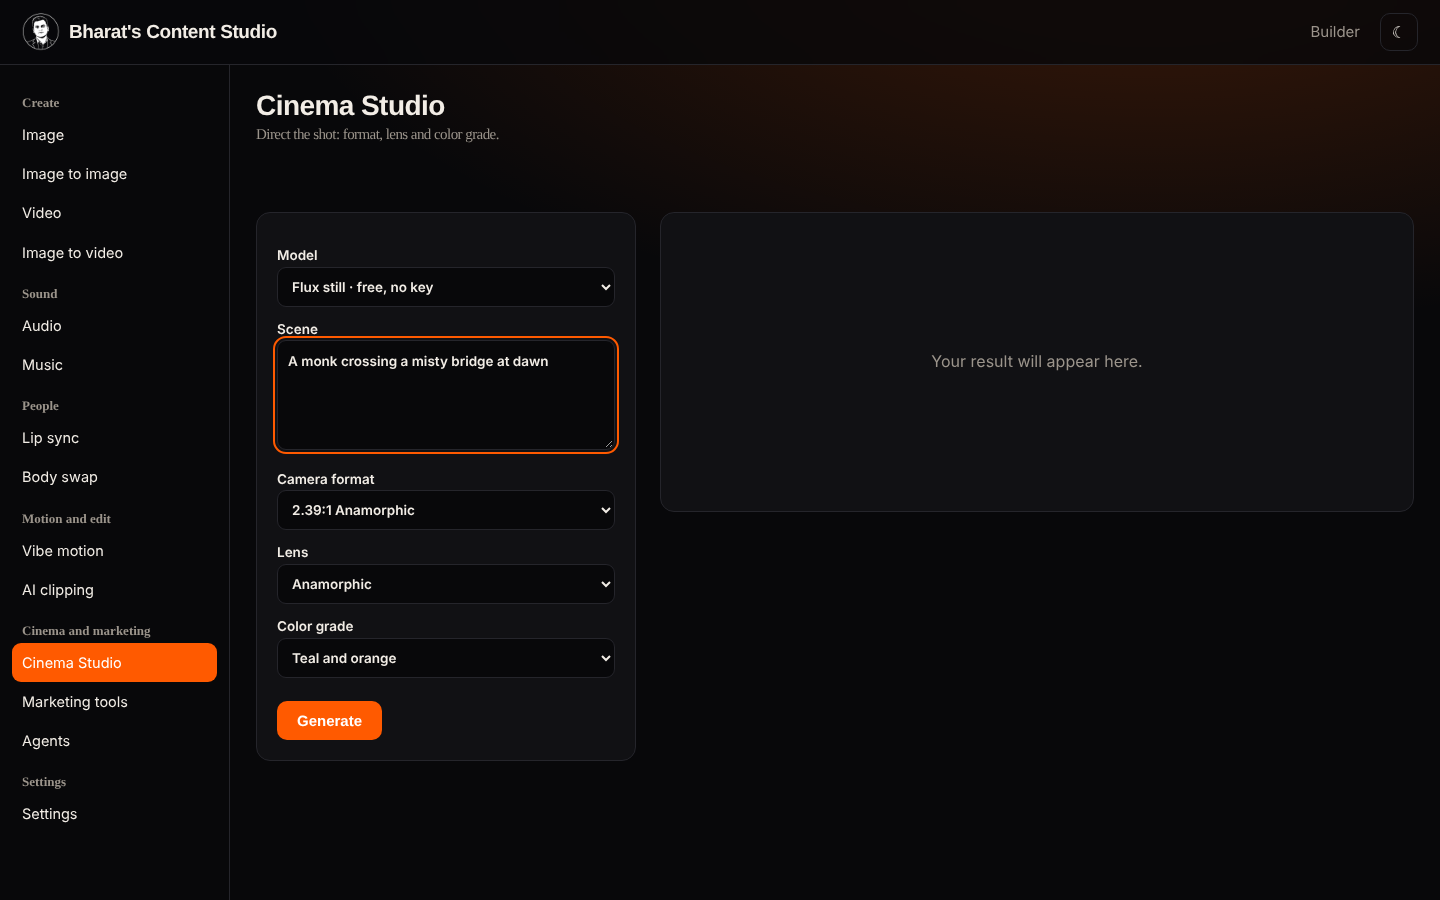 Bharat's Content Studio
Builder
Create
Image
Image to image
Video
Image to video
Sound
Audio
Music
People
Lip sync
Body swap
Motion and edit
Vibe motion
AI clipping
Cinema and marketing
Cinema Studio
Marketing tools
Agents
Settings
Settings
Cinema Studio
Direct the shot: format, lens and color grade.
Model
Flux still · free, no key
Scene
A monk crossing a misty bridge at dawn
Camera format
2.39:1 Anamorphic
Lens
Anamorphic
Color grade
Teal and orange
Generate
Your result will appear here.